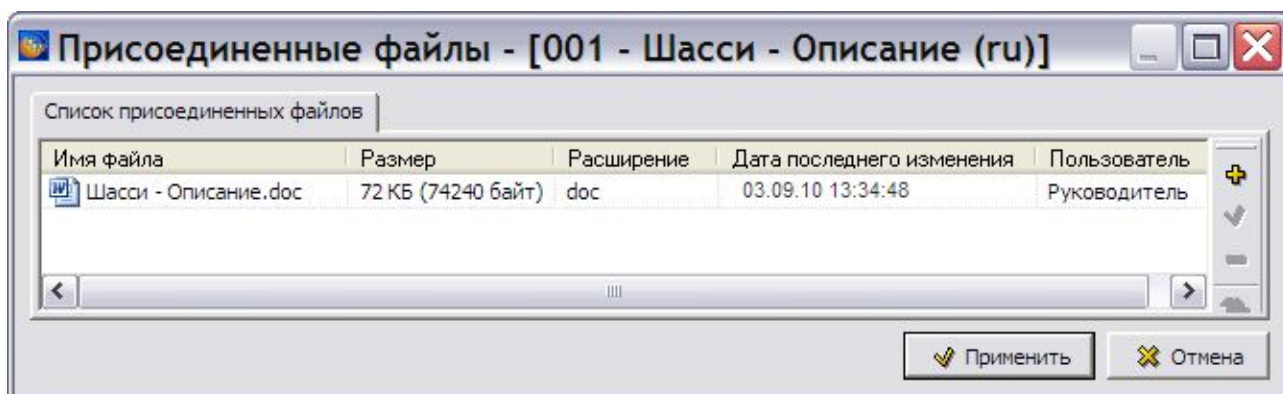 Присоединенные файлы - [001 - Шасси - Описание (ru)]
Список присоединенных файлов
Имя файла Размер Расширение Дата последнего изменения Пользователь
Шасси - Описание.doc 72 КБ (74240 байт) doc 03.09.10 13:34:48 Руководитель
Применить Отмена